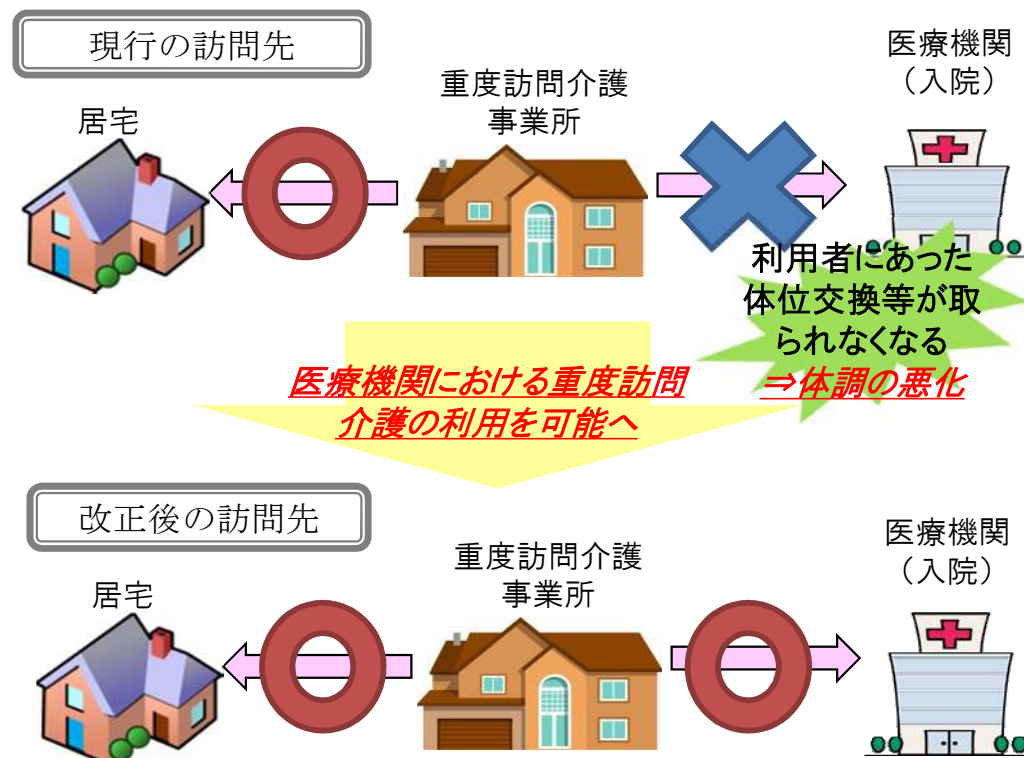 現行の訪問先
医療機関
（入院）
重度訪問介護
事業所
居宅
利用者にあった
体位交換等が取
られなくなる
⇒体調の悪化
医療機関における重度訪問
介護の利用を可能へ
改正後の訪問先
医療機関
（入院）
重度訪問介護
事業所
居宅